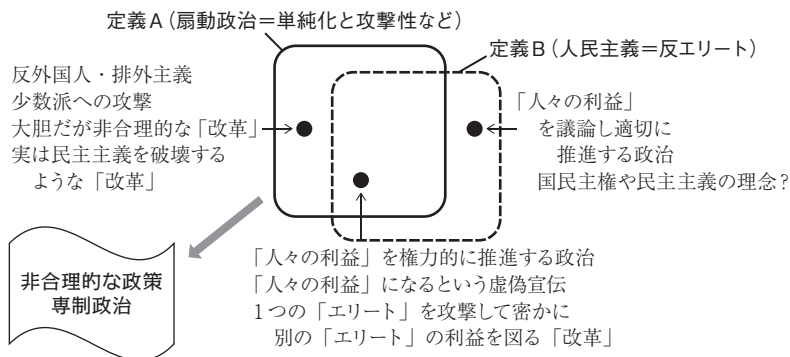 定義A（扇動政治＝単純化と攻撃性など）
定義B（人民主義＝反エリート）
反外国人・排外主義
少数派への攻撃
大胆だが非合理的な「改革」
実は民主主義を破壊する
ような「改革」
「人々の利益」
を議論し適切に
推進する政治
国民主権や民主主義の理念？
「人々の利益」を権力的に推進する政治
「人々の利益」になるという虚偽宣伝
1つの「エリート」を攻撃して密かに
別の「エリート」の利益を図る「改革」
非合理的な政策
専制政治